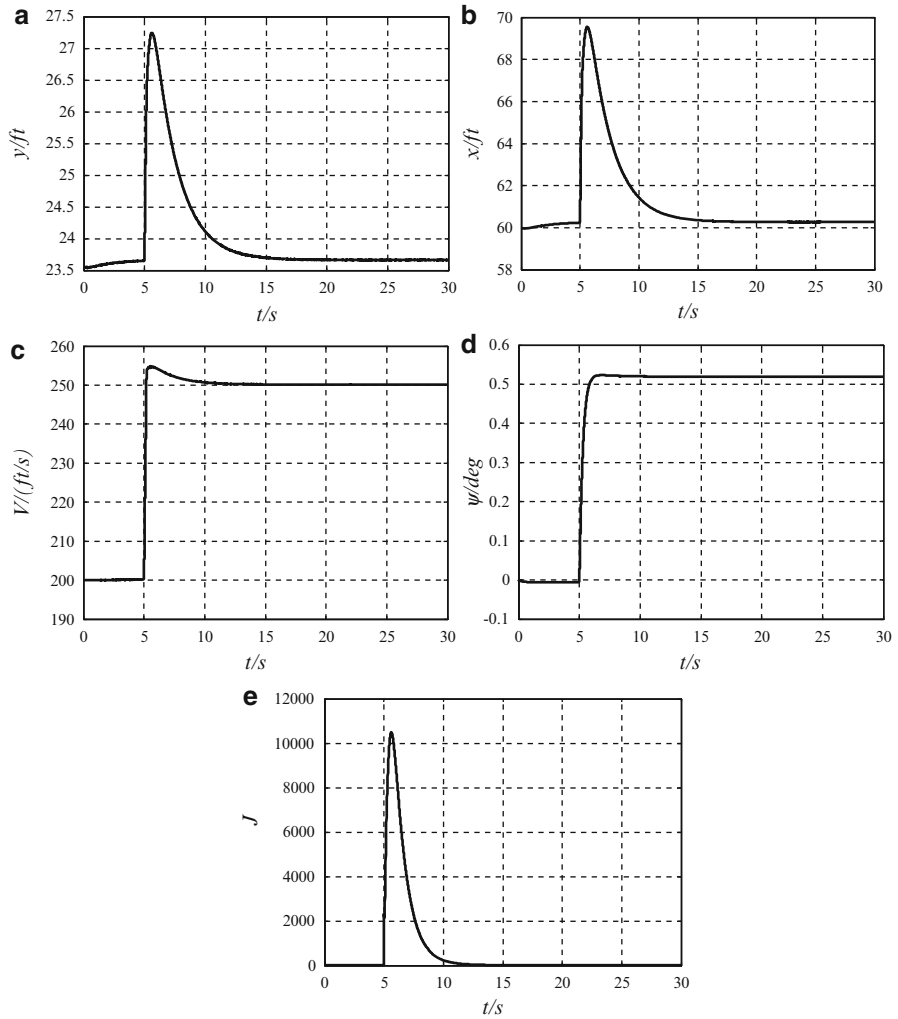 a
27.5
27
26.5
26
25.5
25
24.5
24
23.5
y/ft
0 5 10 15 20 25 30
t/s
b
70
68
66
64
62
60
58
x/ft
0 5 10 15 20 25 30
t/s
c
260
250
240
230
220
210
200
190
V/(ft/s)
0 5 10 15 20 25 30
t/s
d
0.6
0.5
0.4
0.3
0.2
0.1
0
-0.1
ψ/deg
0 5 10 15 20 25 30
t/s
e
12000
10000
8000
6000
4000
2000
0
J
0 5 10 15 20 25 30
t/s